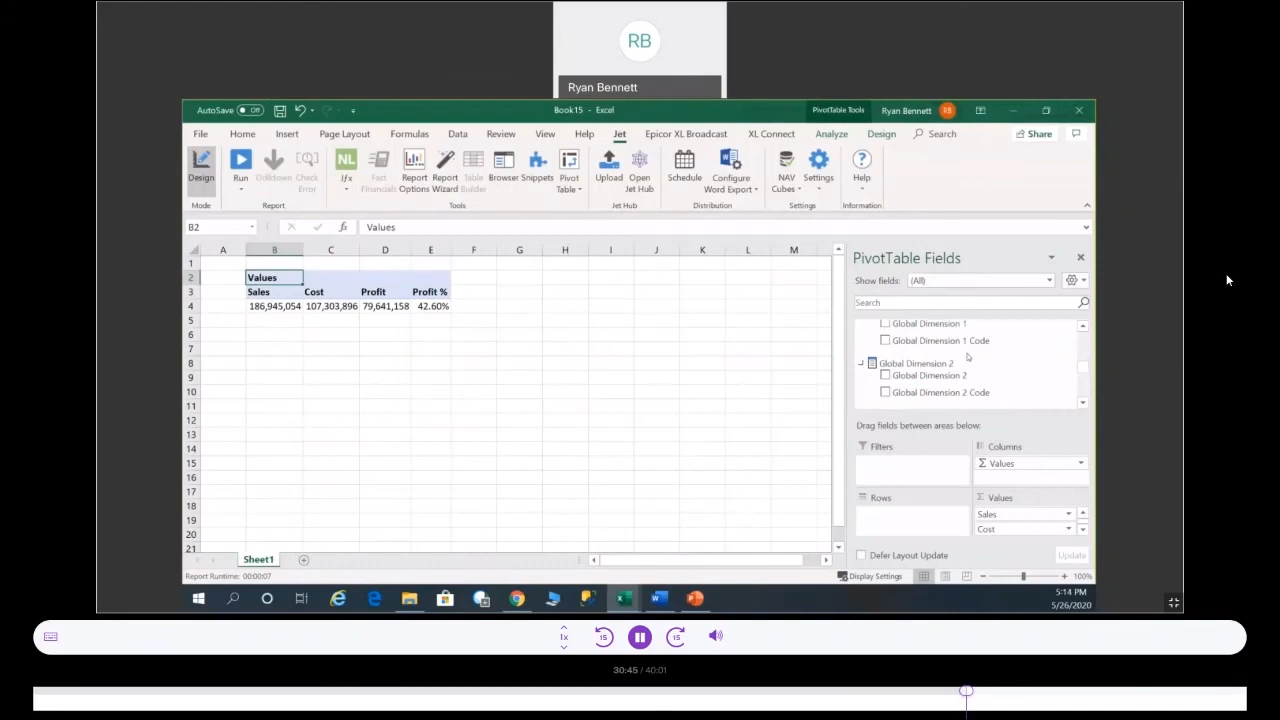 RB
Ryan Bennett
AutoSave Off
Book15 - Excel
PivotTable Tools
Ryan Bennett RB
File Home Insert Page Layout Formulas Data Review View Help Jet Epicor XL Broadcast XL Connect Analyze Design Search Share
Design
Run
Drilldown
Check Error
NL
Jfx
Fast Financials
Report Options
Report Wizard
Table Builder
Browser
Snippets
Pivot Table
Upload
Open Jet Hub
Schedule
Configure Word Export
NAV Cubes
Settings
Help
Mode Report Tools Jet Hub Distribution Settings Information
B2 fx Values
A B C D E F G H I J K L M
1
2 Values
3 Sales Cost Profit Profit %
4 186,945,054 107,303,896 79,641,158 42.60%
5
6
7
8
9
10
11
12
13
14
15
16
17
18
19
20
21
Sheet1
Report Runtime: 00:00:07
PivotTable Fields
Show fields: (All)
Search
Global Dimension 1
Global Dimension 1 Code
Global Dimension 2
Global Dimension 2
Global Dimension 2 Code
Drag fields between areas below:
Filters
Columns
Σ Values
Rows
Σ Values
Sales
Cost
Defer Layout Update
Update
Display Settings
100%
5:14 PM
5/26/2020
1x
15
15
30:45 / 40:01